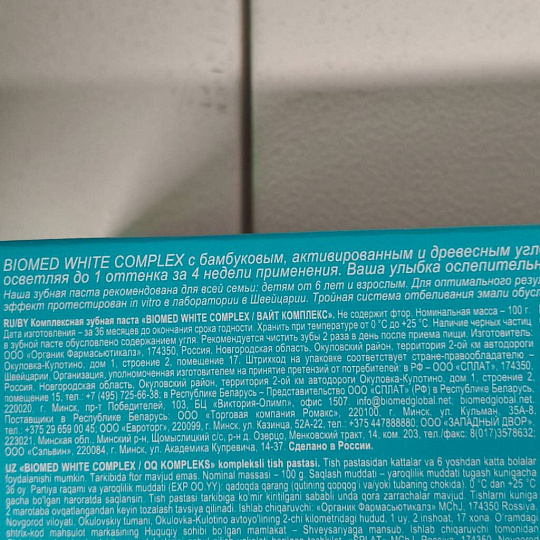 BIOMED WHITE COMPLEX с бамбуковым, активированным и древесным
осветляя до 1 оттенка за 4 недели применения. Ваша улыбка
Наша зубная паста рекомендована для всей семьи: детям от 6 лет и взрослым. Для оптимального
эффект протестирован in vitro в лаборатории в Швейцарии. Тройная система отбеливания эмали
RU/BY Комплексная зубная паста «BIOMED WHITE COMPLEX / ВАЙТ КОМПЛЕКС». Не содержит фтор. Номинальная масса – 100 г.
Дата изготовления – за 36 месяцев до окончания срока годности. Хранить при температуре от 0 °С до +25 °С. Наличие черных частиц
в зубной пасте обусловлено содержанием угля. Рекомендуется чистить зубы 2 раза в день после приема пищи. Изготовитель:
ООО «Органик Фармасьютикалз», 174350, Россия, Новгородская область, Окуловский район, территория 2-ой км автодороги
Окуловка-Кулотино, дом 1, строение 2, помещение 17. Штрихкод на упаковке соответствует стране-правообладателю –
Швейцарии. Организация, уполномоченная изготовителем на принятие претензий от потребителей: в РФ – ООО «СПЛАТ», 174350,
Россия, Новгородская область, Окуловский район, территория 2-ой км автодороги Окуловка-Кулотино, дом 1, строение 2,
помещение 15, тел.: +7 (495) 725-66-38, в Республике Беларусь – Представительство ООО «СПЛАТ» (РФ) в Республике Беларусь,
220020, г. Минск, пр-т Победителей, 103, БЦ «Виктория-Олимп», офис 1507. info@biomedglobal.net, biomedglobal.net.
Поставщики в Республику Беларусь: ООО «Торговая компания Ромакс», 220100, г. Минск, ул. Кульман, 35А-8,
тел. +375 29 659 00 45; ООО «Евроторг», 220099, г. Минск, ул. Казинца, 52А-22, тел.: +375 447888880. ООО «ЗАПАДНЫЙ ДВОР»,
223021, Минская обл., Минский р-н, Щомыслицкий с/с, р-н д. Озерцо, Менковский тракт, 14, ком. 203, тел./факс: 8(017)3578632;
ООО «Сэльвин», 220084, г. Минск, ул. Академика Купревича, 14-37. Сделано в России.
UZ «BIOMED WHITE COMPLEX / OQ KOMPLEKS» kompleksli tish pastasi. Tish pastasidan kattalar va 6 yoshdan katta bolalar
foydalanishi mumkin. Tarkibida ftor mavjud emas. Nominal massasi – 100 g. Saqlash muddati – yaroqlilik muddati tugash kunigacha
36 oy. Partiya raqami va yaroqlilik muddati (EXP OO.YY) qadoqda qarang (qutining qopqog'i va/yoki tubaning chokida). 0 °C dan +25 °C
gacha bo'lgan haroratda saqlansin. Tish pastasi tarkibiga ko'mir kiritilgan sababli unda qora zarrachalar mavjud. Tishlarni kuniga
2 marotaba ovqatlangandan keyin tozalash tavsiya qilinadi. Ishlab chiqaruvchi: «Органик Фармасьютикалз» MChJ, 174350 Rossiya,
Novgorod viloyati, Okulovskiy tumani, Okulovka-Kulotino avtoyo'lining 2-chi kilometridagi hudud, 1 uy, 2 inshoot, 17 xona. O'ramdagi
shtrix-kod mahsulotning Huquqiy sohibi bo'lgan mamlakat – Shveysariyaga mansub. Ishlab chiqaruvchi tomonidan